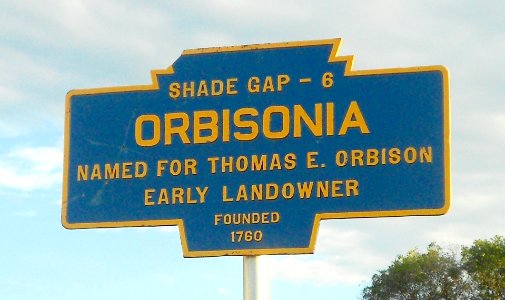 SHADE GAP - 6
ORBISONIA
NAMED FOR THOMAS E. ORBISON
EARLY LANDOWNER
FOUNDED
1760